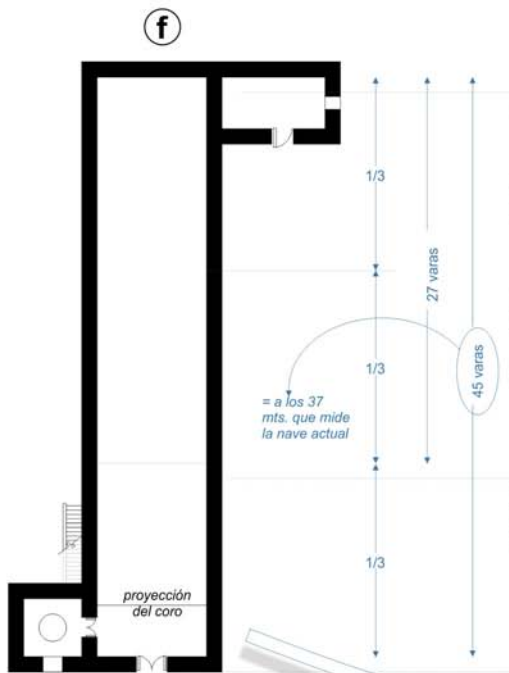 f
1/3
27 varas
1/3
45 varas
= a los 37
mts. que mide
la nave actual
1/3
proyección
del coro